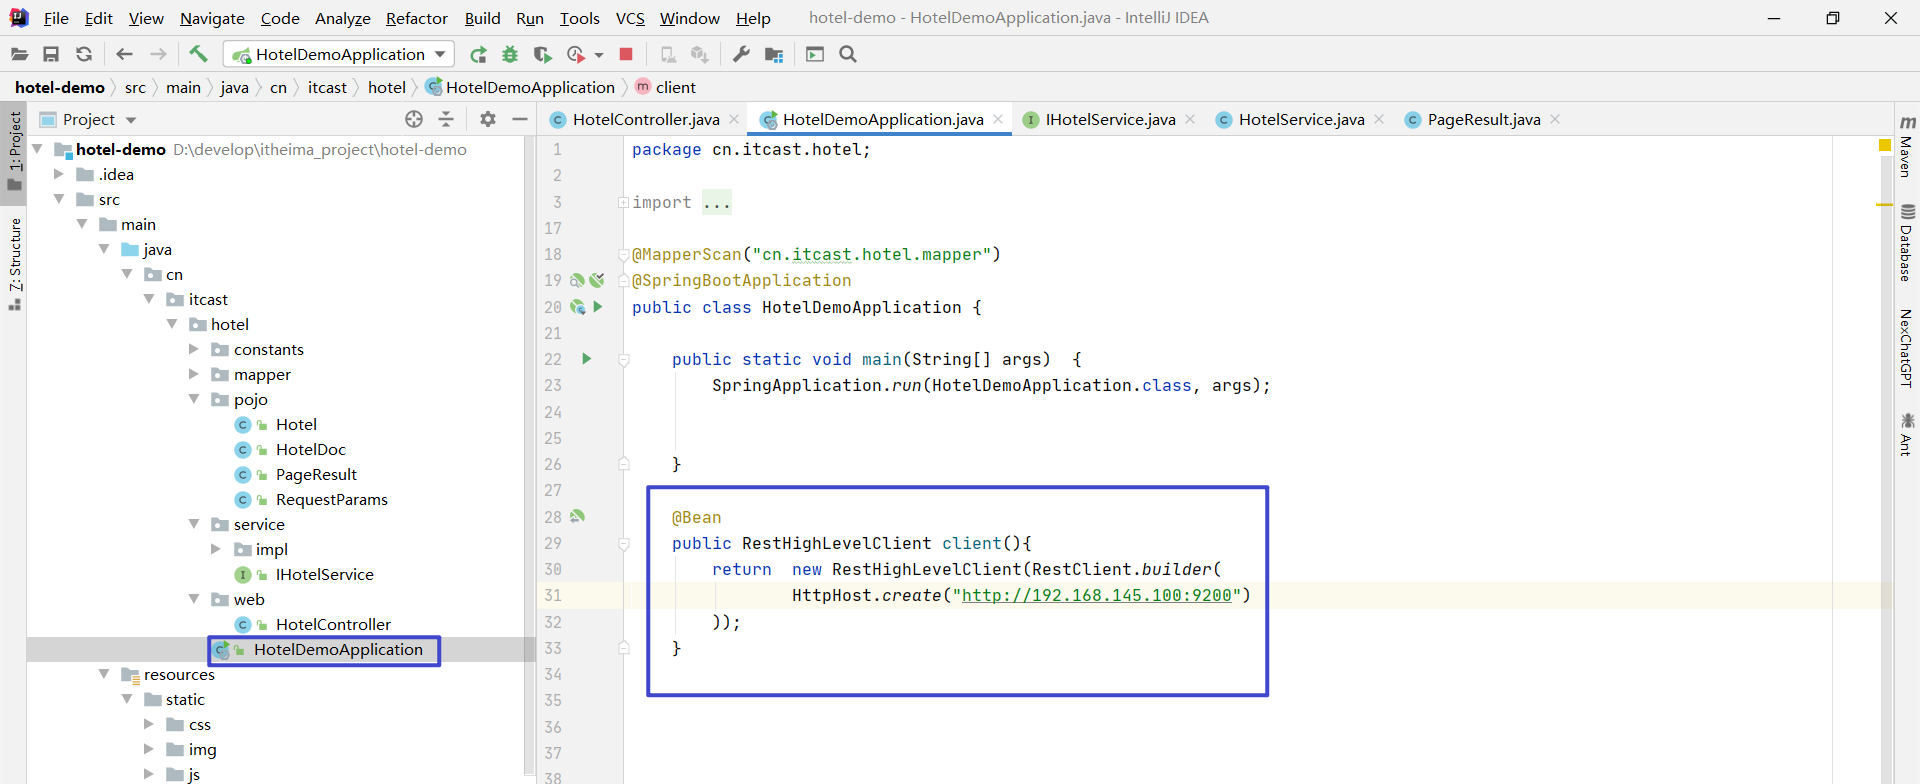 File Edit View Navigate Code Analyze Refactor Build Run Tools VCS Window Help hotel-demo - HotelDemoApplication.java - IntelliJ IDEA
HotelDemoApplication
hotel-demo src main java cn itcast hotel HotelDemoApplication m client
1: Project
7: Structure
Project
hotel-demo D:\develop\itheima_project\hotel-demo
.idea
src
main
java
cn
itcast
hotel
constants
mapper
pojo
C Hotel
C HotelDoc
C PageResult
C RequestParams
service
impl
I IHotelService
web
C HotelController
HotelDemoApplication
resources
static
css
img
js
C HotelController.java HotelDemoApplication.java I IHotelService.java C HotelService.java C PageResult.java
1 package cn.itcast.hotel;
2
3 import ...
17
18 @MapperScan("cn.itcast.hotel.mapper")
19 @SpringBootApplication
20 public class HotelDemoApplication {
21
22 public static void main(String[] args) {
23 SpringApplication.run(HotelDemoApplication.class, args);
24
25
26 }
27
28 @Bean
29 public RestHighLevelClient client(){
30 return new RestHighLevelClient(RestClient.builder(
31 HttpHost.create("http://192.168.145.100:9200")
32 ));
33 }
34
35
36
37
38
m Maven
Database
NexChatGPT
Ant